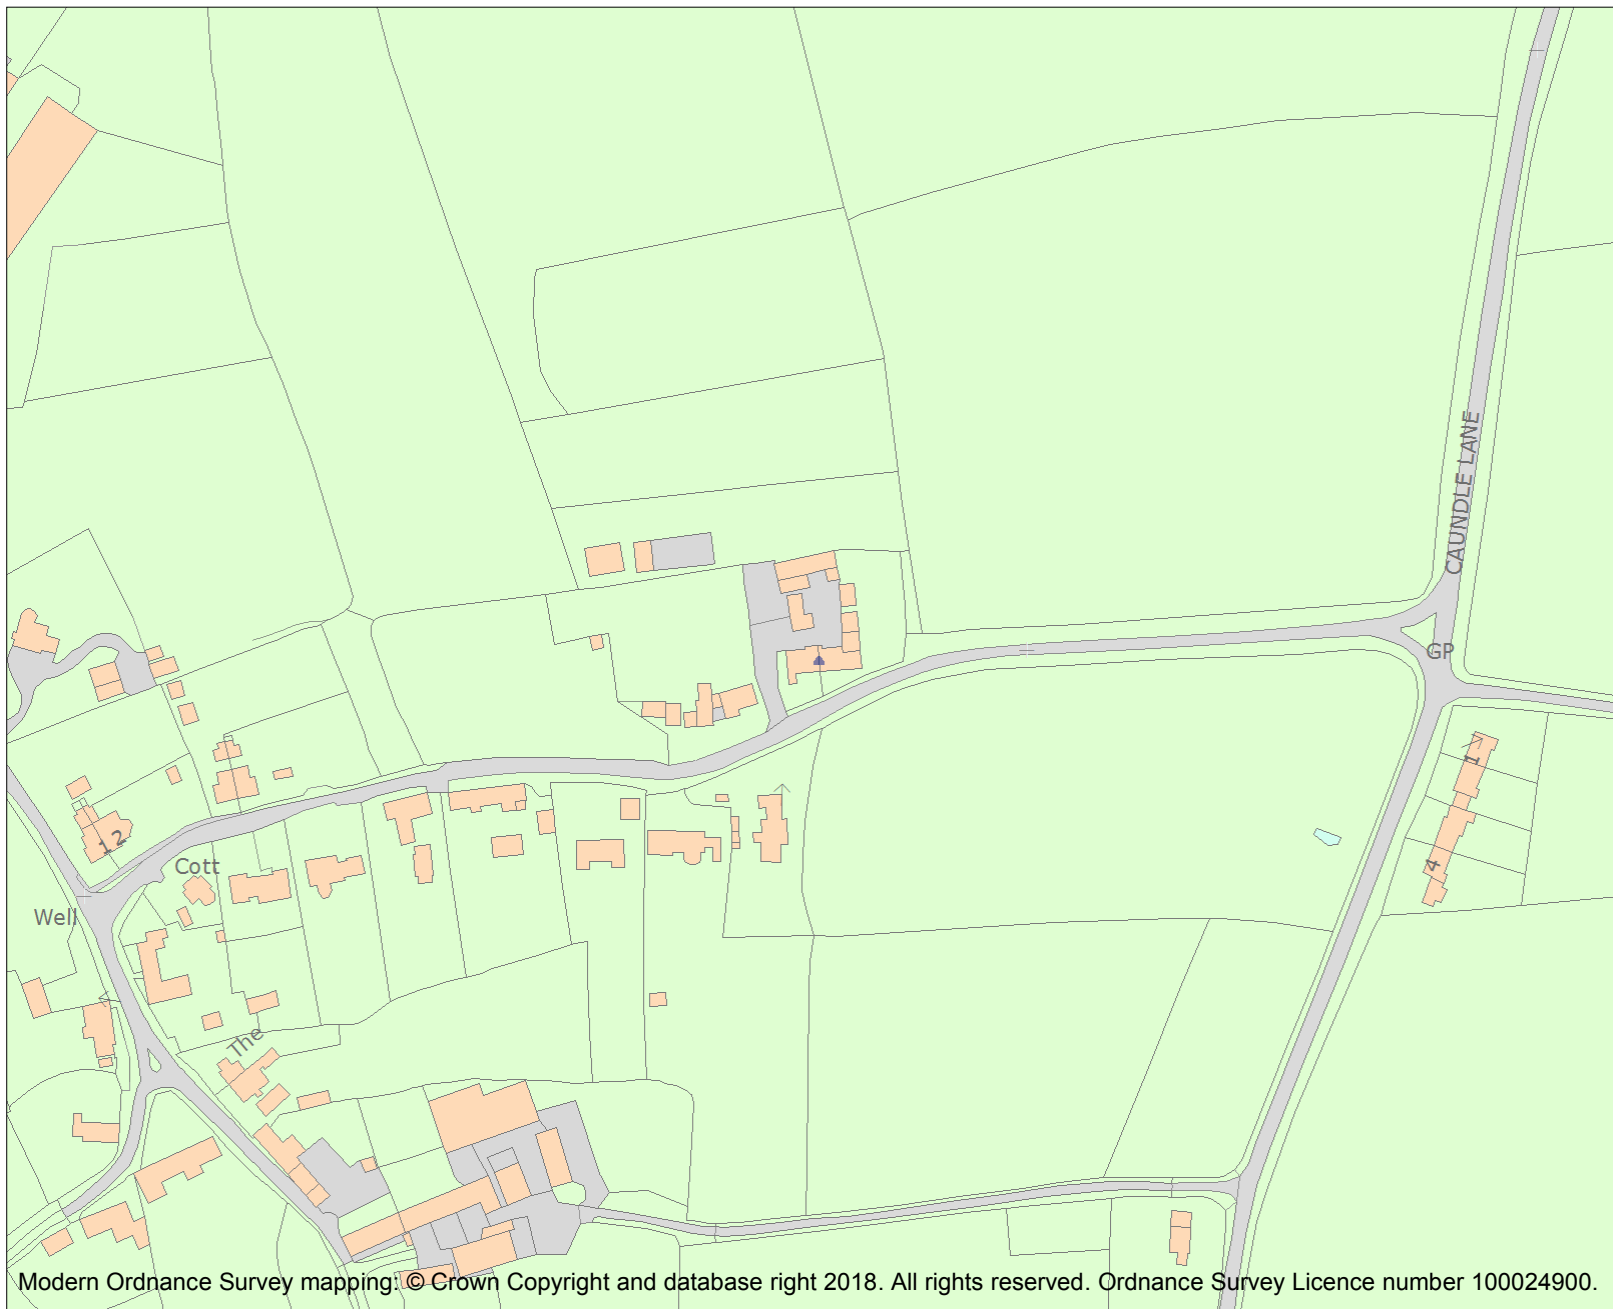 CAUNDLE LANE
GP
1
4
1 2
Cott
Well
The
Modern Ordnance Survey mapping: © Crown Copyright and database right 2018. All rights reserved. Ordnance Survey Licence number 100024900.